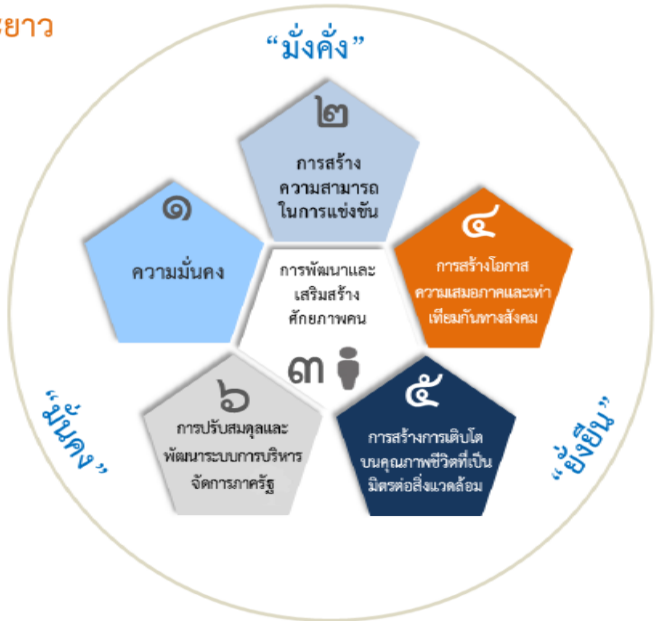 ะยาว
“มั่งคั่ง”
๒
การสร้าง
ความสามารถ
ในการแข่งขัน
๑
ความมั่นคง
การพัฒนาและ
เสริมสร้าง
ศักยภาพคน
๓
๔
การสร้างโอกาส
ความเสมอภาคและเท่า
เทียมกันทางสังคม
๖
การปรับสมดุลและ
พัฒนาระบบการบริหาร
จัดการภาครัฐ
๕
การสร้างการเติบโต
บนคุณภาพชีวิตที่เป็น
มิตรต่อสิ่งแวดล้อม
“มั่นคง”
“ยั่งยืน”